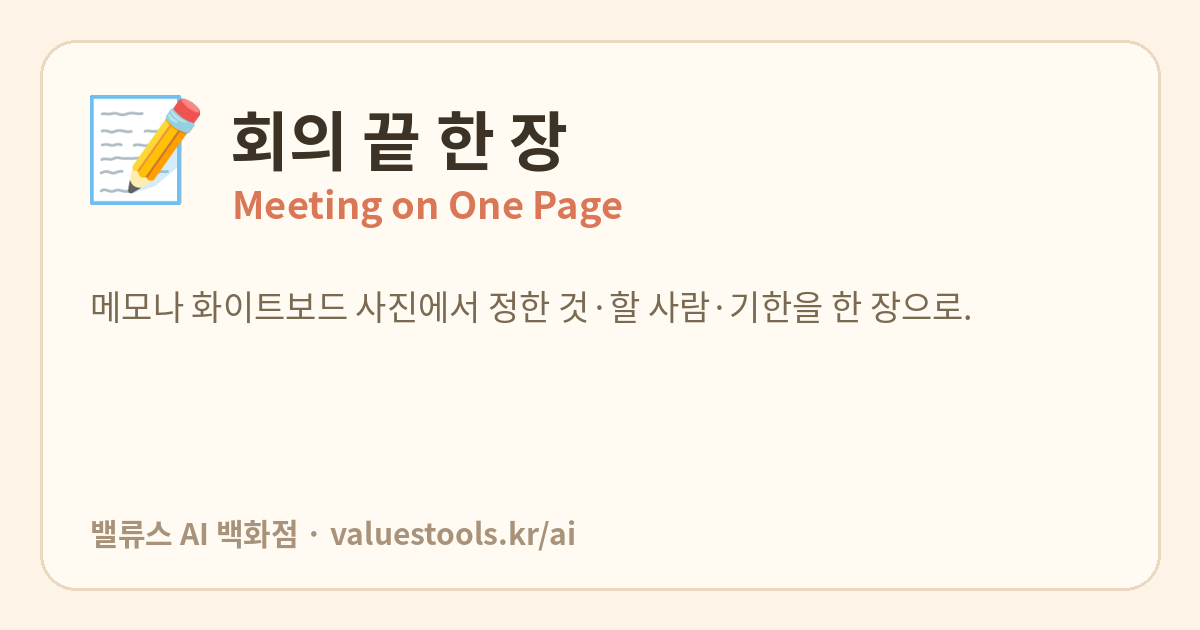 회의 끝 한 장
Meeting on One Page
메모나 화이트보드 사진에서 정한 것·할 사람·기한을 한 장으로.
밸류스 AI 백화점 · valuestools.kr/ai